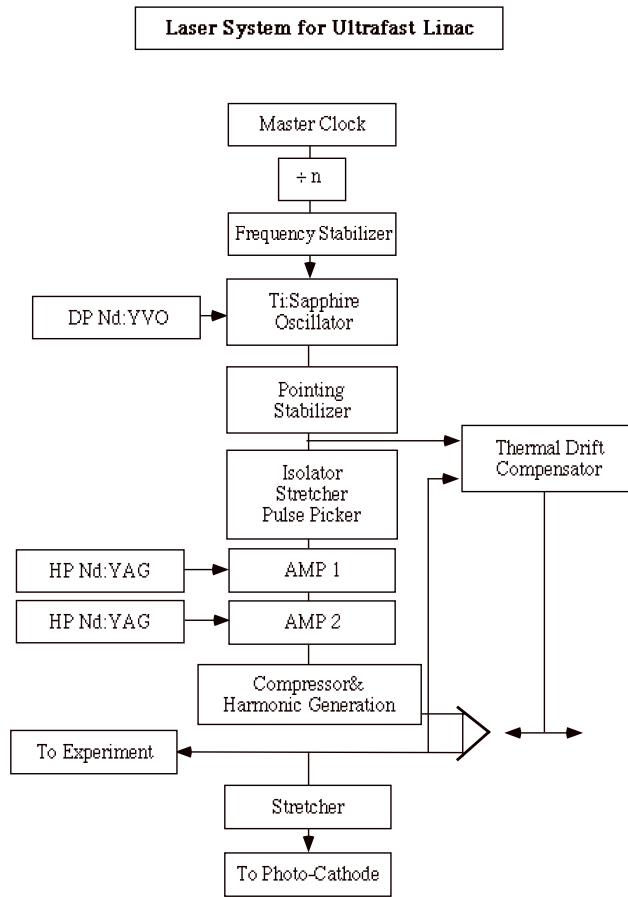 Laser System for Ultrafast Linac
Master Clock
÷ n
Frequency Stabilizer
Ti:Sapphire
Oscillator
DP Nd:YVO
Pointing
Stabilizer
Thermal Drift
Compensator
Isolator
Stretcher
Pulse Picker
HP Nd:YAG
AMP 1
HP Nd:YAG
AMP 2
Compressor&
Harmonic Generation
To Experiment
Stretcher
To Photo-Cathode